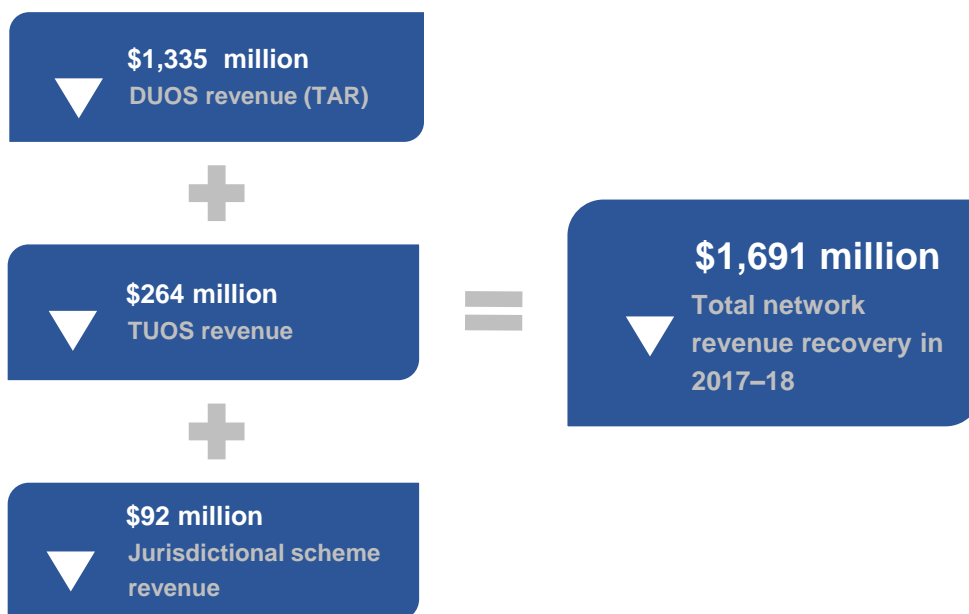 $1,335 million
DUOS revenue (TAR)
$264 million
TUOS revenue
$92 million
Jurisdictional scheme
revenue
$1,691 million
Total network
revenue recovery in
2017–18